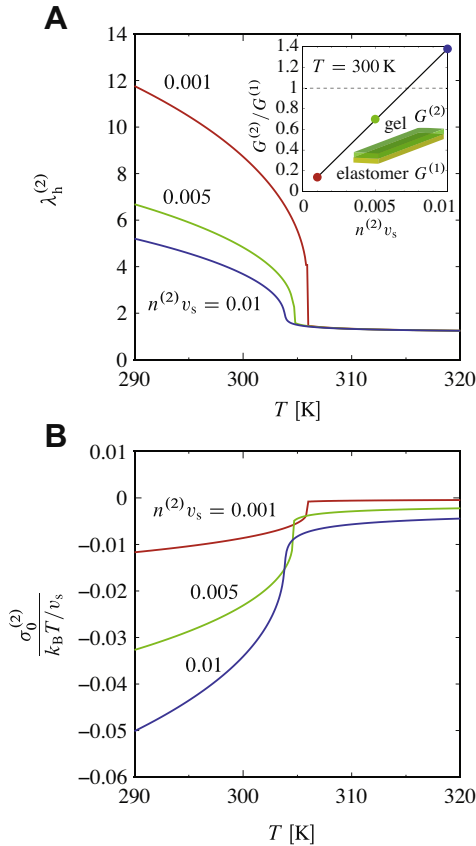 A
14
12
10
8
6
4
2
0
λ_h^(2)
0.001
0.005
n^(2)v_s = 0.01
290
300
310
320
T [K]
1.4
1.2
1
0.8
0.6
0.4
0.2
0
G^(2)/G^(1)
T = 300 K
gel G^(2)
elastomer G^(1)
0
0.005
0.01
n^(2)v_s
B
0.01
0
−0.01
−0.02
−0.03
−0.04
−0.05
−0.06
σ_0^(2)
k_B T/v_s
n^(2)v_s = 0.001
0.005
0.01
290
300
310
320
T [K]